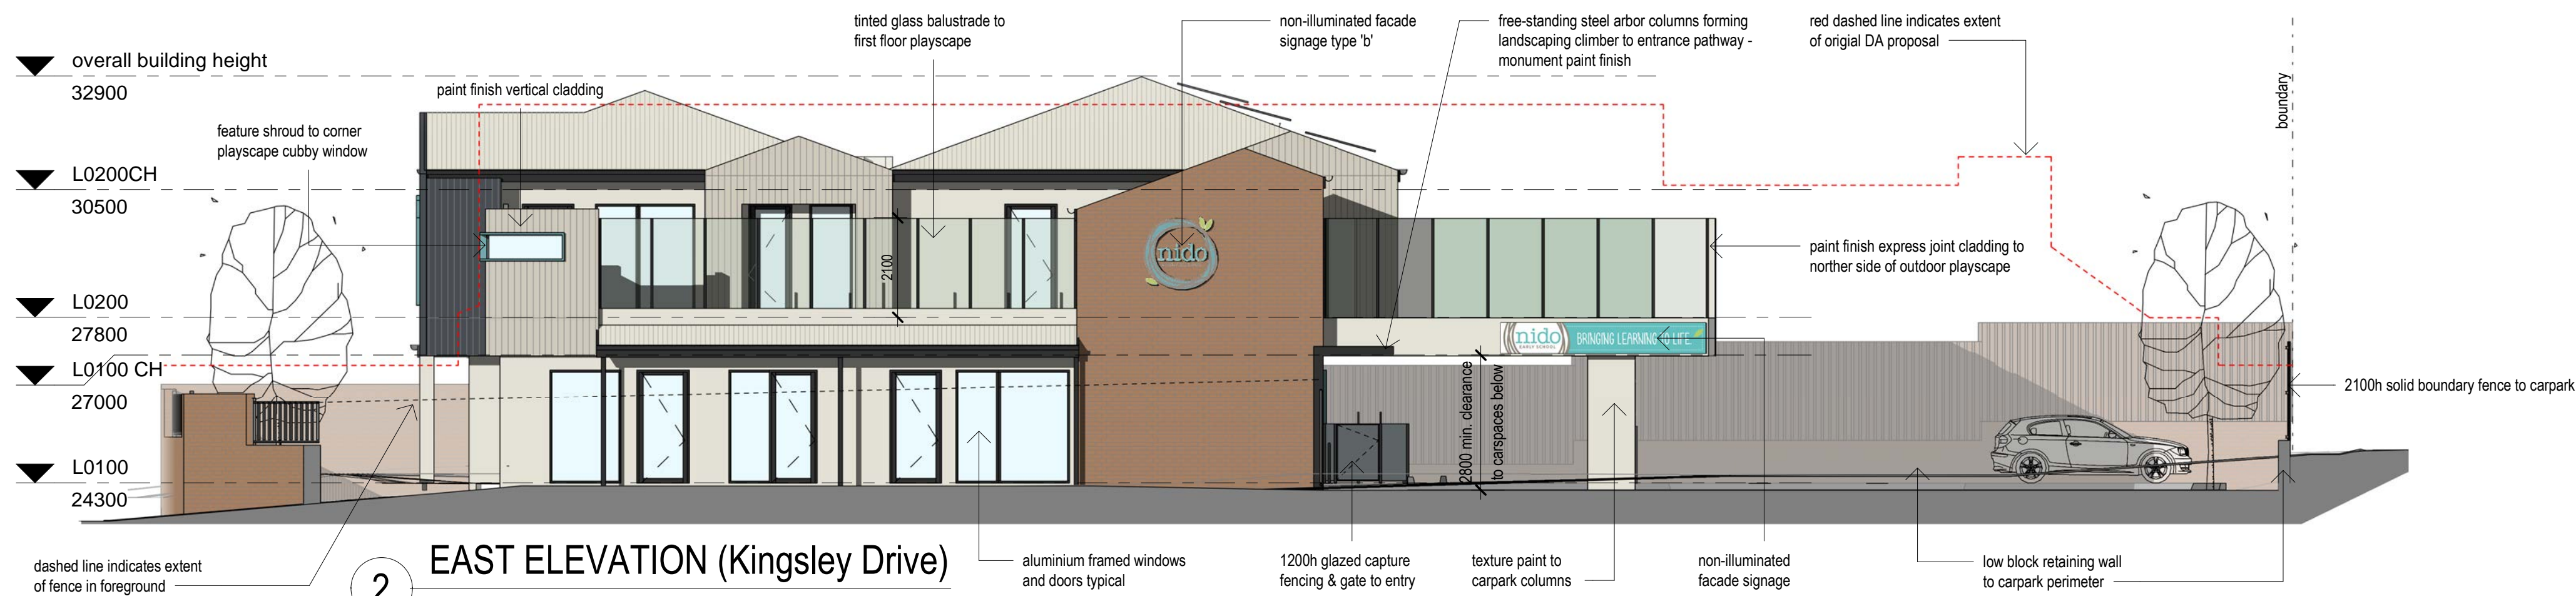 tinted glass balustrade to
first floor playscape
non-illuminated facade
signage type 'b'
free-standing steel arbor columns forming
landscaping climber to entrance pathway -
monument paint finish
red dashed line indicates extent
of origial DA proposal
overall building height
32900
paint finish vertical cladding
boundary
feature shroud to corner
playscape cubby window
L0200CH
30500
nido
2100
paint finish express joint cladding to
norther side of outdoor playscape
L0200
27800
nido
EARLY SCHOOL
BRINGING LEARNING TO LIFE.
L0100 CH
27000
2800 min. clearance
to carspaces below
2100h solid boundary fence to carpark
L0100
24300
dashed line indicates extent
of fence in foreground
2
EAST ELEVATION (Kingsley Drive)
aluminium framed windows
and doors typical
1200h glazed capture
fencing & gate to entry
texture paint to
carpark columns
non-illuminated
facade signage
low block retaining wall
to carpark perimeter